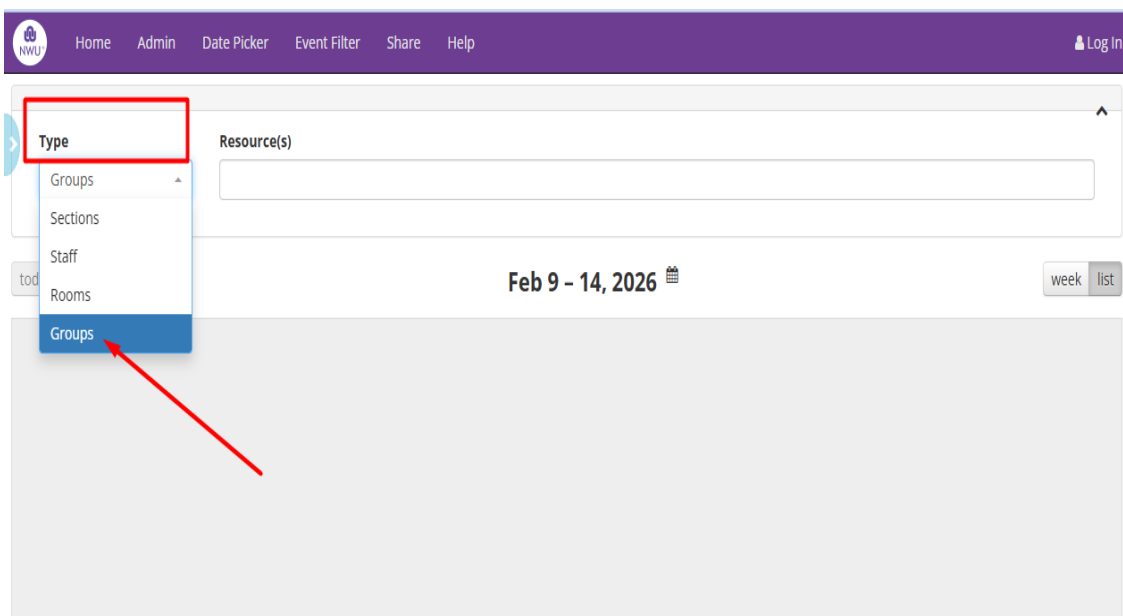 NWU Home Admin Date Picker Event Filter Share Help Log In
Type Resource(s)
Groups
Sections
Staff
Rooms
Groups
tod Feb 9 – 14, 2026 week list